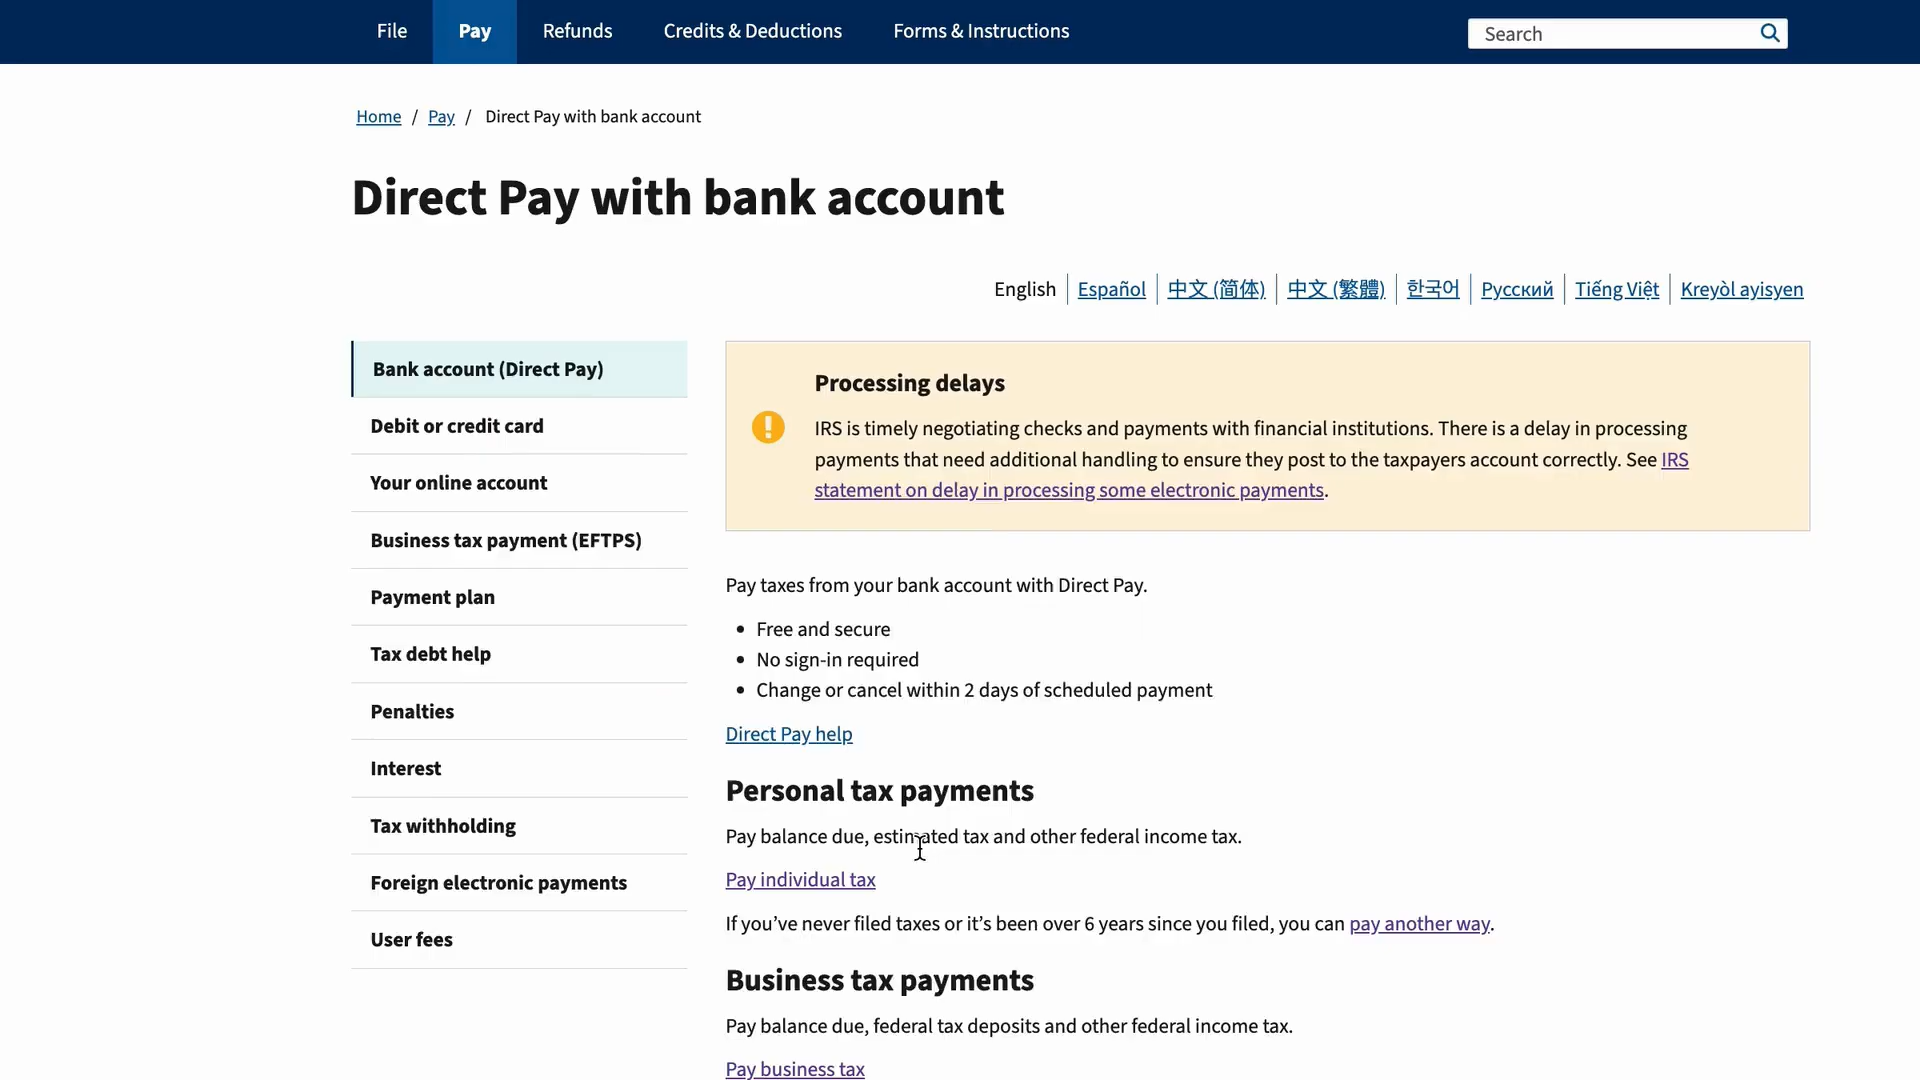 File Pay Refunds Credits & Deductions Forms & Instructions Search
Home / Pay / Direct Pay with bank account
Direct Pay with bank account
English Español 中文 (简体) 中文 (繁體) 한국어 Русский Tiếng Việt Kreyòl ayisyen
Bank account (Direct Pay)
Debit or credit card
Your online account
Business tax payment (EFTPS)
Payment plan
Tax debt help
Penalties
Interest
Tax withholding
Foreign electronic payments
User fees
Processing delays
IRS is timely negotiating checks and payments with financial institutions. There is a delay in processing
payments that need additional handling to ensure they post to the taxpayers account correctly. See IRS
statement on delay in processing some electronic payments.
Pay taxes from your bank account with Direct Pay.
• Free and secure
• No sign-in required
• Change or cancel within 2 days of scheduled payment
Direct Pay help
Personal tax payments
Pay balance due, estimated tax and other federal income tax.
Pay individual tax
If you’ve never filed taxes or it’s been over 6 years since you filed, you can pay another way.
Business tax payments
Pay balance due, federal tax deposits and other federal income tax.
Pay business tax